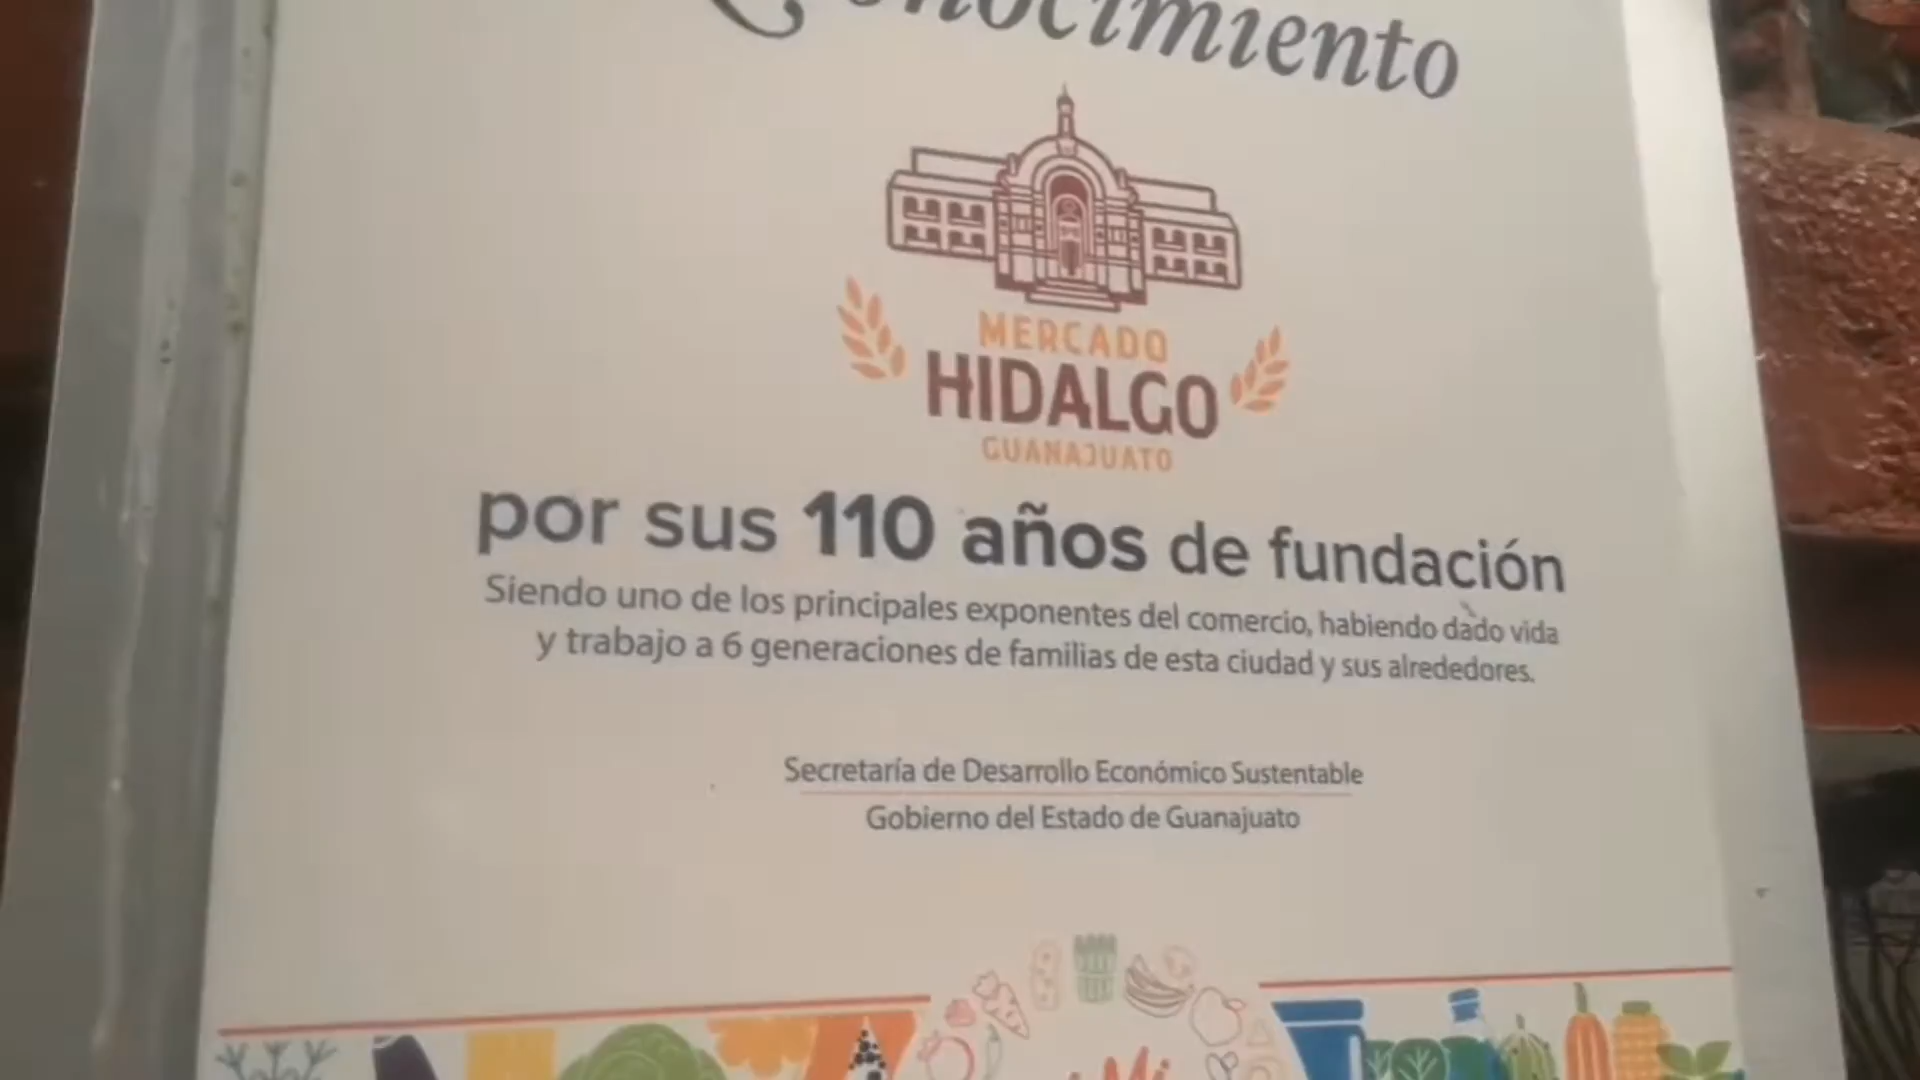 Reconocimiento
MERCADO
HIDALGO
GUANAJUATO
por sus 110 años de fundación
Siendo uno de los principales exponentes del comercio, habiendo dado vida
y trabajo a 6 generaciones de familias de esta ciudad y sus alrededores.
Secretaría de Desarrollo Económico Sustentable
Gobierno del Estado de Guanajuato
Mi